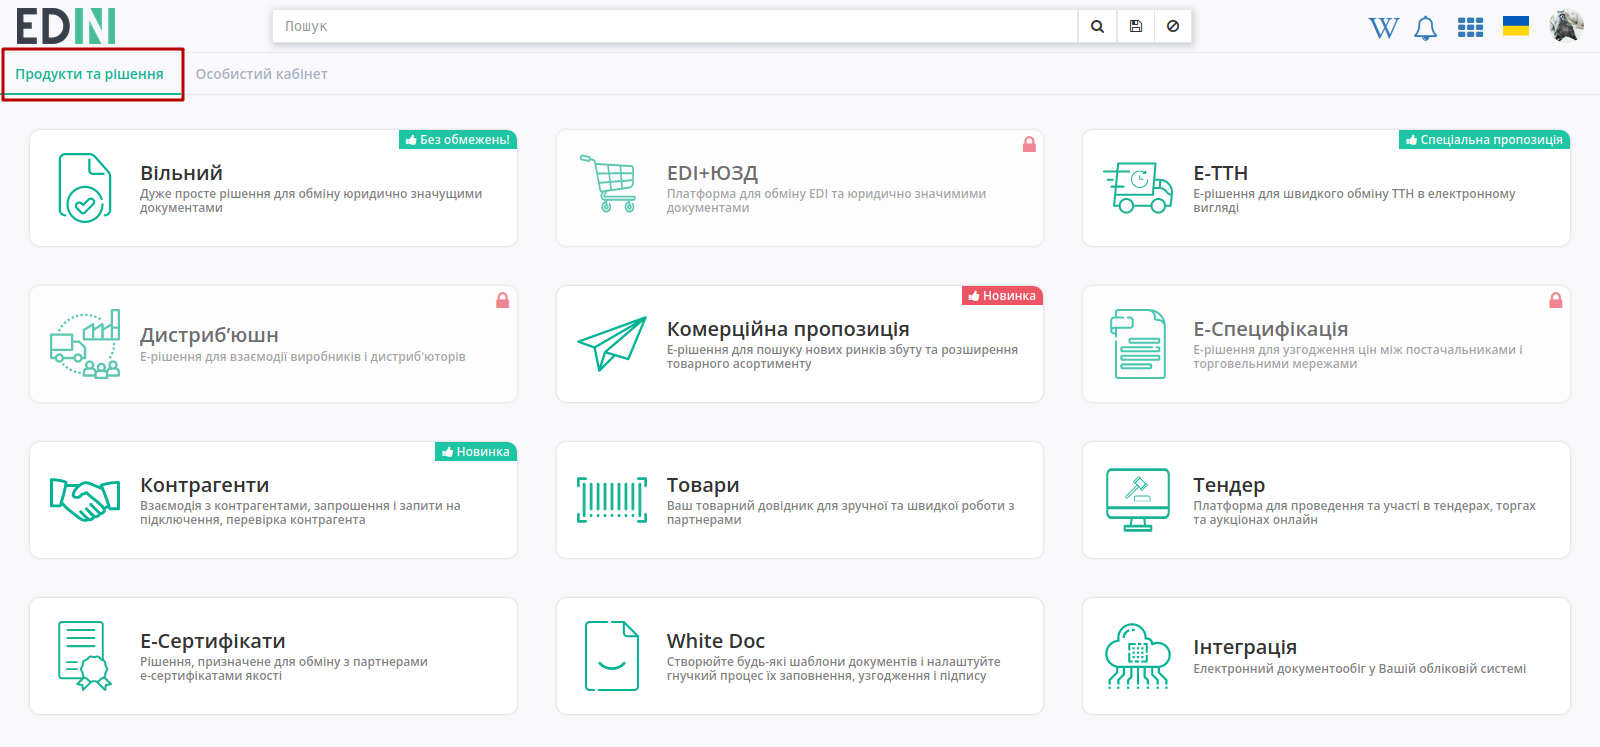 EDIN
Пошук
W
Продукти та рішення
Особистий кабінет
Без обмежень!
Вільний
Дуже просте рішення для обміну юридично значущими
документами
EDI+ЮЗД
Платформа для обміну EDI та юридично значимими
документами
Спеціальна пропозиція
Е-ТТН
Е-рішення для швидкого обміну ТТН в електронному
вигляді
Дистриб’юшн
Е-рішення для взаємодії виробників і дистриб'юторів
Новинка
Комерційна пропозиція
Е-рішення для пошуку нових ринків збуту та розширення
товарного асортименту
Е-Специфікація
Е-рішення для узгодження цін між постачальниками і
торговельними мережами
Новинка
Контрагенти
Взаємодія з контрагентами, запрошення і запити на
підключення, перевірка контрагента
Товари
Ваш товарний довідник для зручної та швидкої роботи з
партнерами
Тендер
Платформа для проведення та участі в тендерах, торгах
та аукціонах онлайн
Е-Сертифікати
Рішення, призначене для обміну з партнерами
е-сертифікатами якості
White Doc
Створюйте будь-які шаблони документів і налаштуйте
гнучкий процес їх заповнення, узгодження і підпису
Інтеграція
Електронний документообіг у Вашій обліковій системі